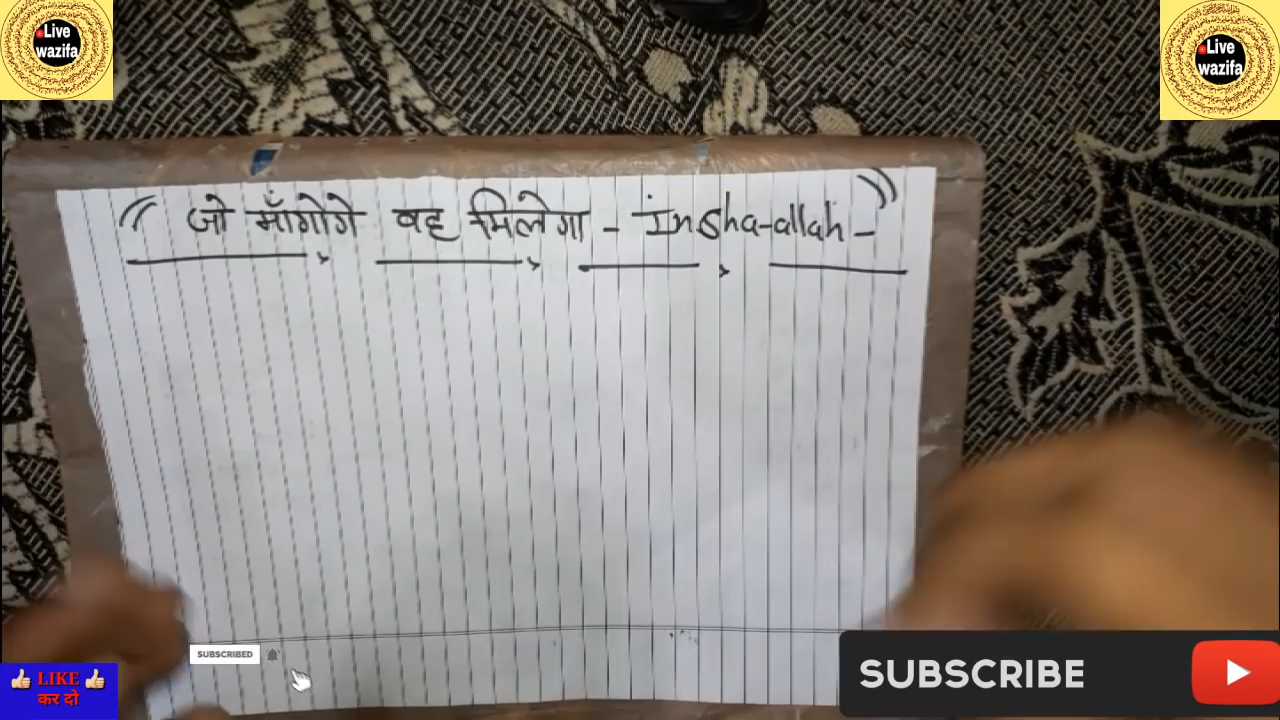 Live
wazifa
Live
wazifa
(( जो माँगोगे वह मिलेगा - Insha-allah - ))
SUBSCRIBED
SUBSCRIBE
LIKE
कर दो